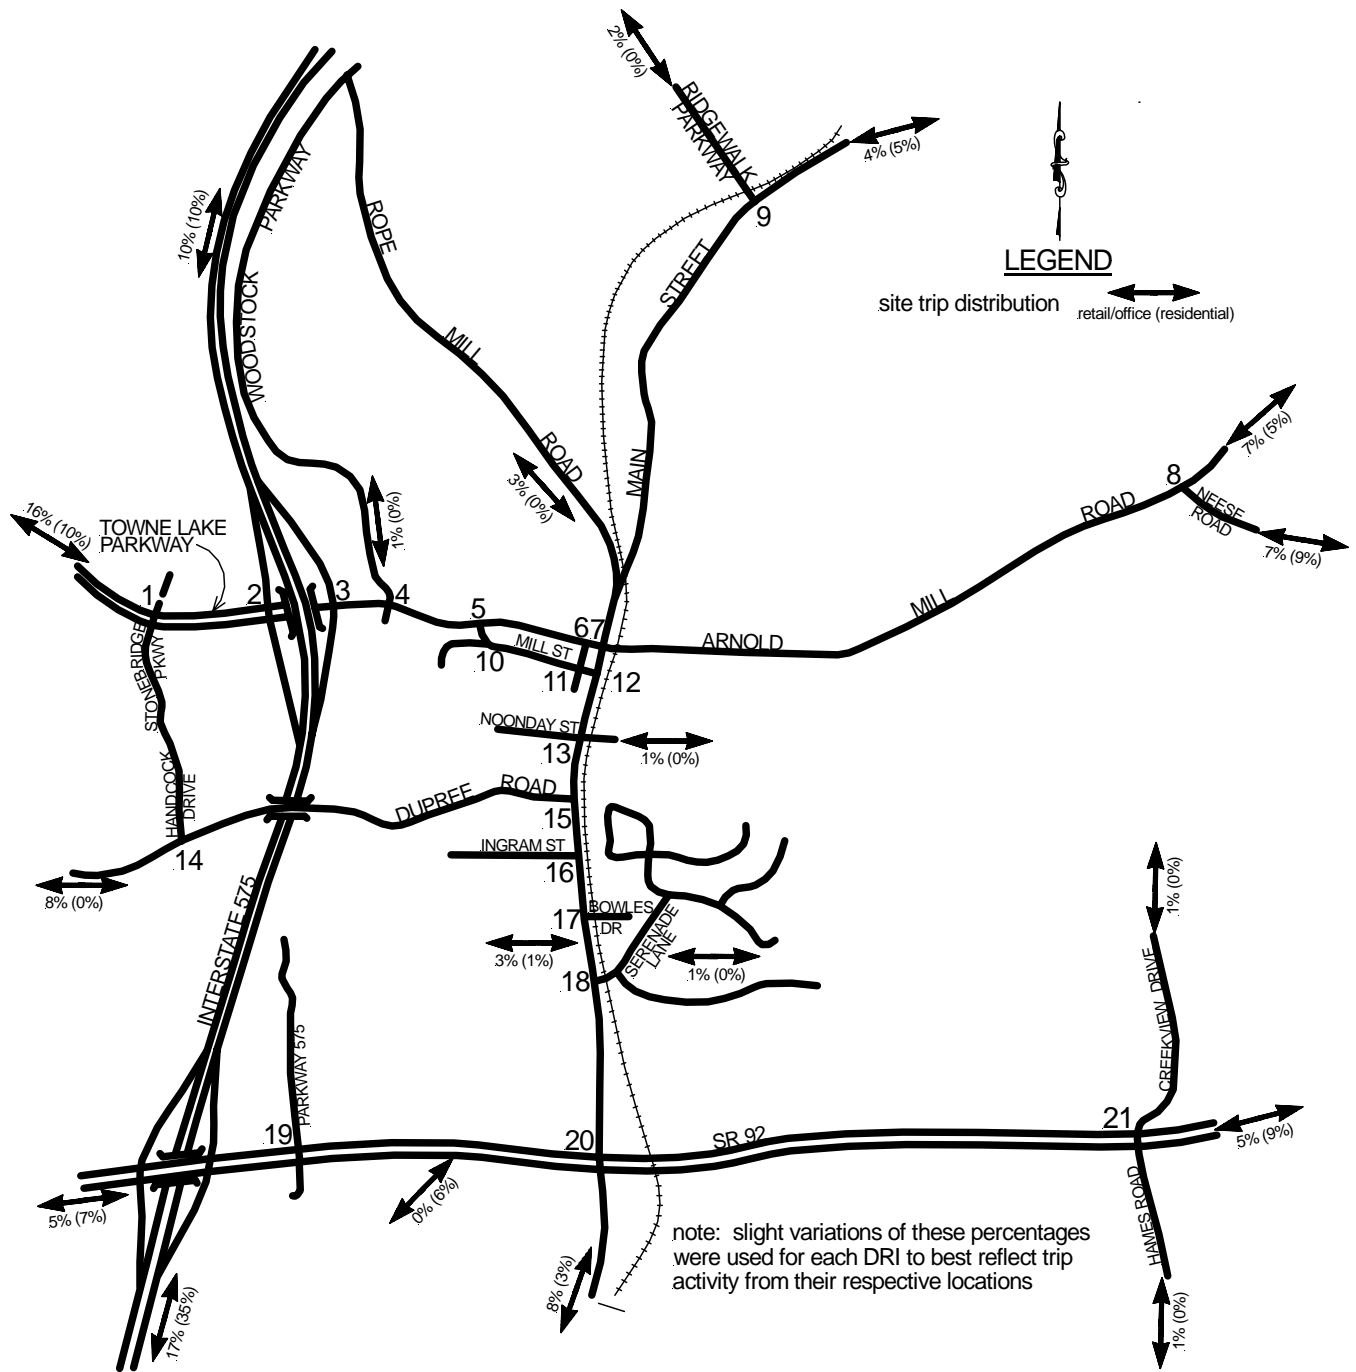 2% (0%)
RIDGEWALK
PARKWAY
4% (5%)
9
10% (10%)
PARKWAY
WOODSTOCK
ROPE
MILL
ROAD
STREET
MAIN
LEGEND
site trip distribution
retail/office (residential)
3% (0%)
1% (0%)
7% (5%)
8
NEESE
ROAD
7% (9%)
ROAD
MILL
ARNOLD
16% (10%)
TOWNE LAKE
PARKWAY
1
2
3
4
5
6
7
MILL ST
10
11
12
STONEBRIDGE
PKWY
NOONDAY ST
13
1% (0%)
HANDCOCK
DRIVE
14
8% (0%)
DUPREE
ROAD
15
INGRAM ST
16
17
BOWLES
DR
3% (1%)
SERENADE
LANE
1% (0%)
18
INTERSTATE 575
PARKWAY 575
1% (0%)
CREEKVIEW DRIVE
19
20
SR 92
21
5% (9%)
5% (7%)
0% (6%)
HAMES ROAD
17% (35%)
8% (3%)
1% (0%)
note: slight variations of these percentages
were used for each DRI to best reflect trip
activity from their respective locations